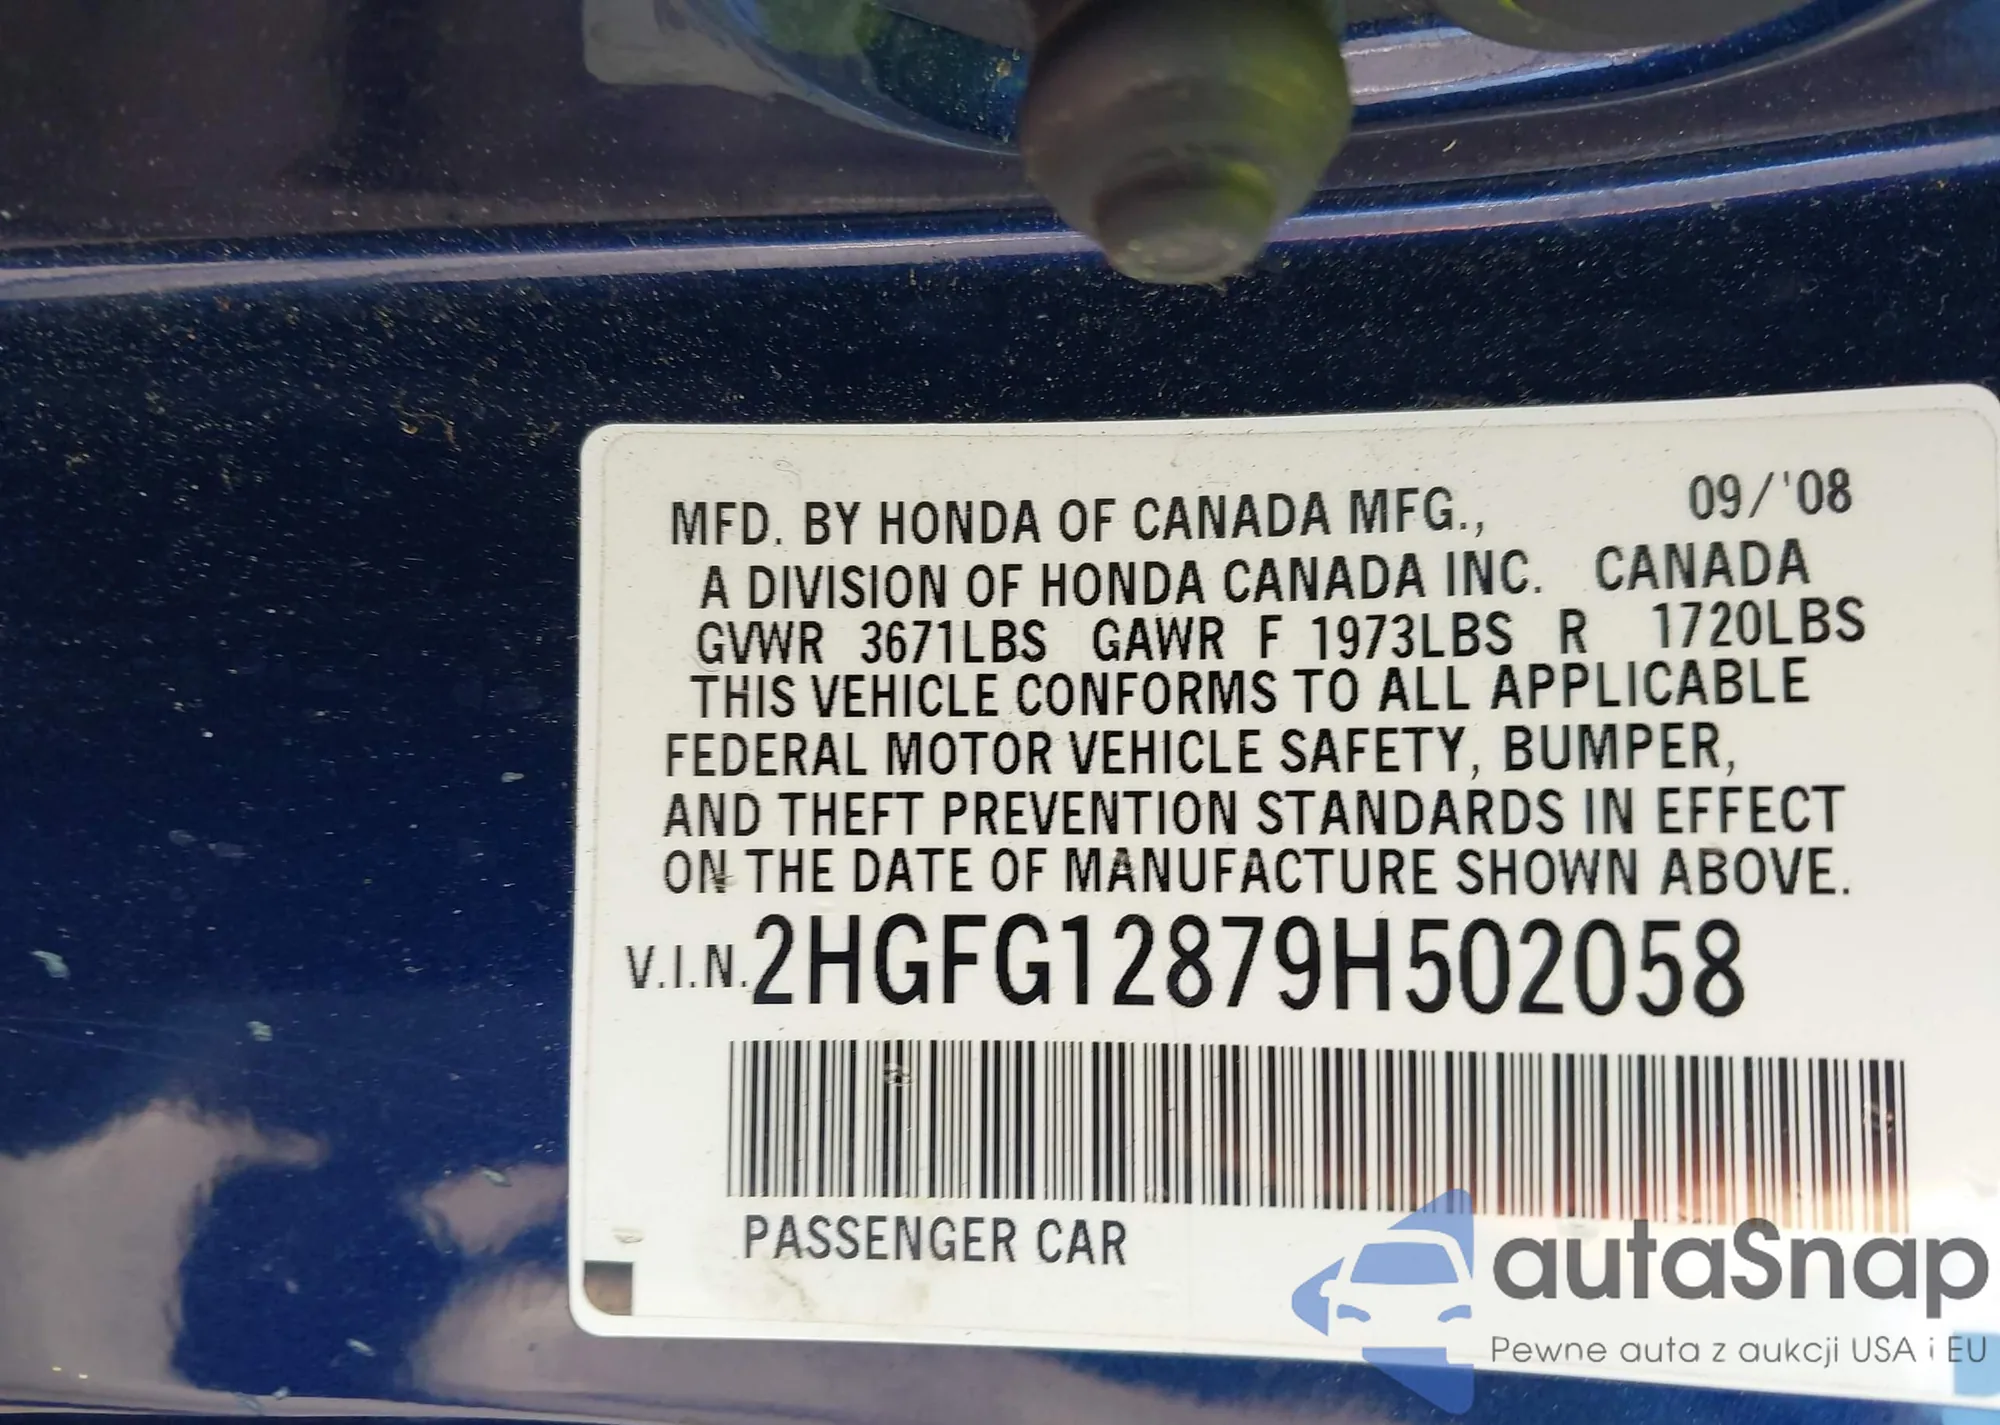 MFD. BY HONDA OF CANADA MFG., 09/'08
A DIVISION OF HONDA CANADA INC. CANADA
GVWR 3671LBS GAWR F 1973LBS R 1720LBS
THIS VEHICLE CONFORMS TO ALL APPLICABLE
FEDERAL MOTOR VEHICLE SAFETY, BUMPER,
AND THEFT PREVENTION STANDARDS IN EFFECT
ON THE DATE OF MANUFACTURE SHOWN ABOVE.
V.I.N. 2HGFG12879H502058
PASSENGER CAR
autaSnap
Pewne auta z aukcji USA i EU